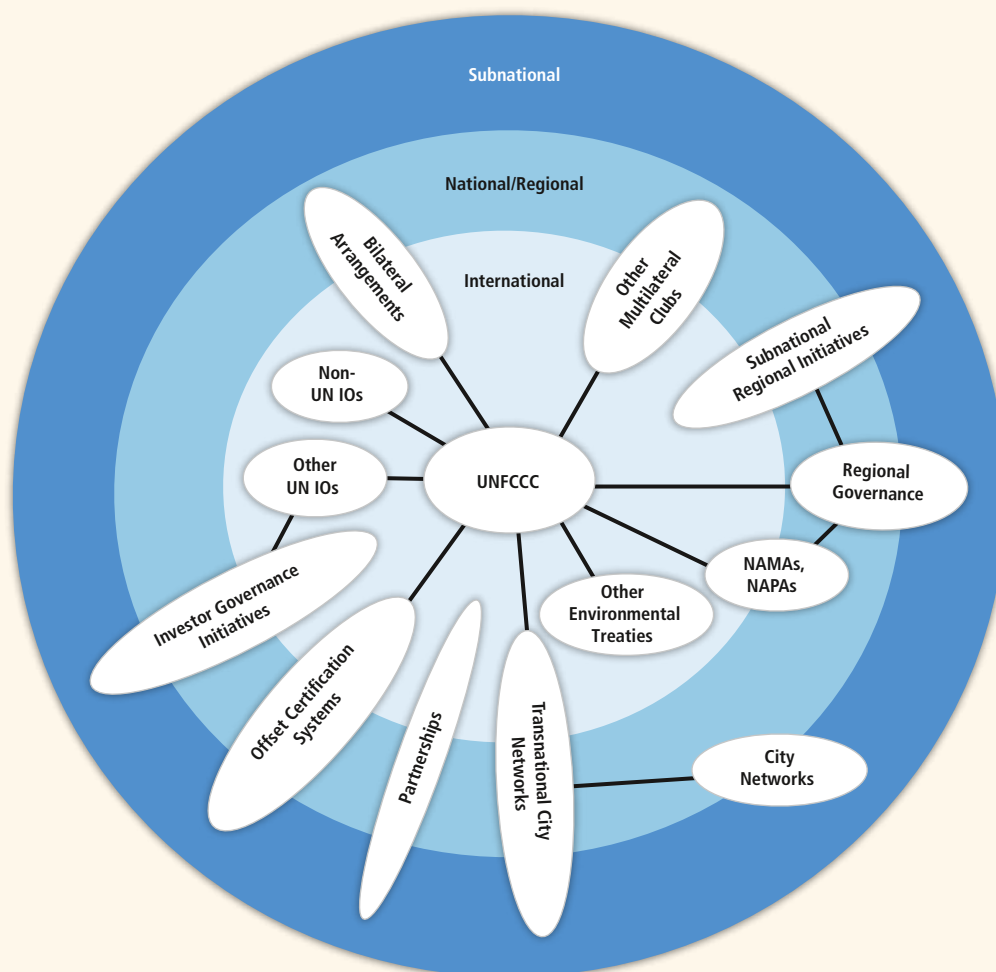 Subnational
National/Regional
International
Bilateral
Arrangements
Other
Multilateral
Clubs
Subnational
Regional Initiatives
Non-
UN IOs
Other
UN IOs
UNFCCC
Regional
Governance
NAMAs,
NAPAs
Other
Environmental
Treaties
Investor Governance
Initiatives
Offset Certification
Systems
Partnerships
Transnational City
Networks
City
Networks